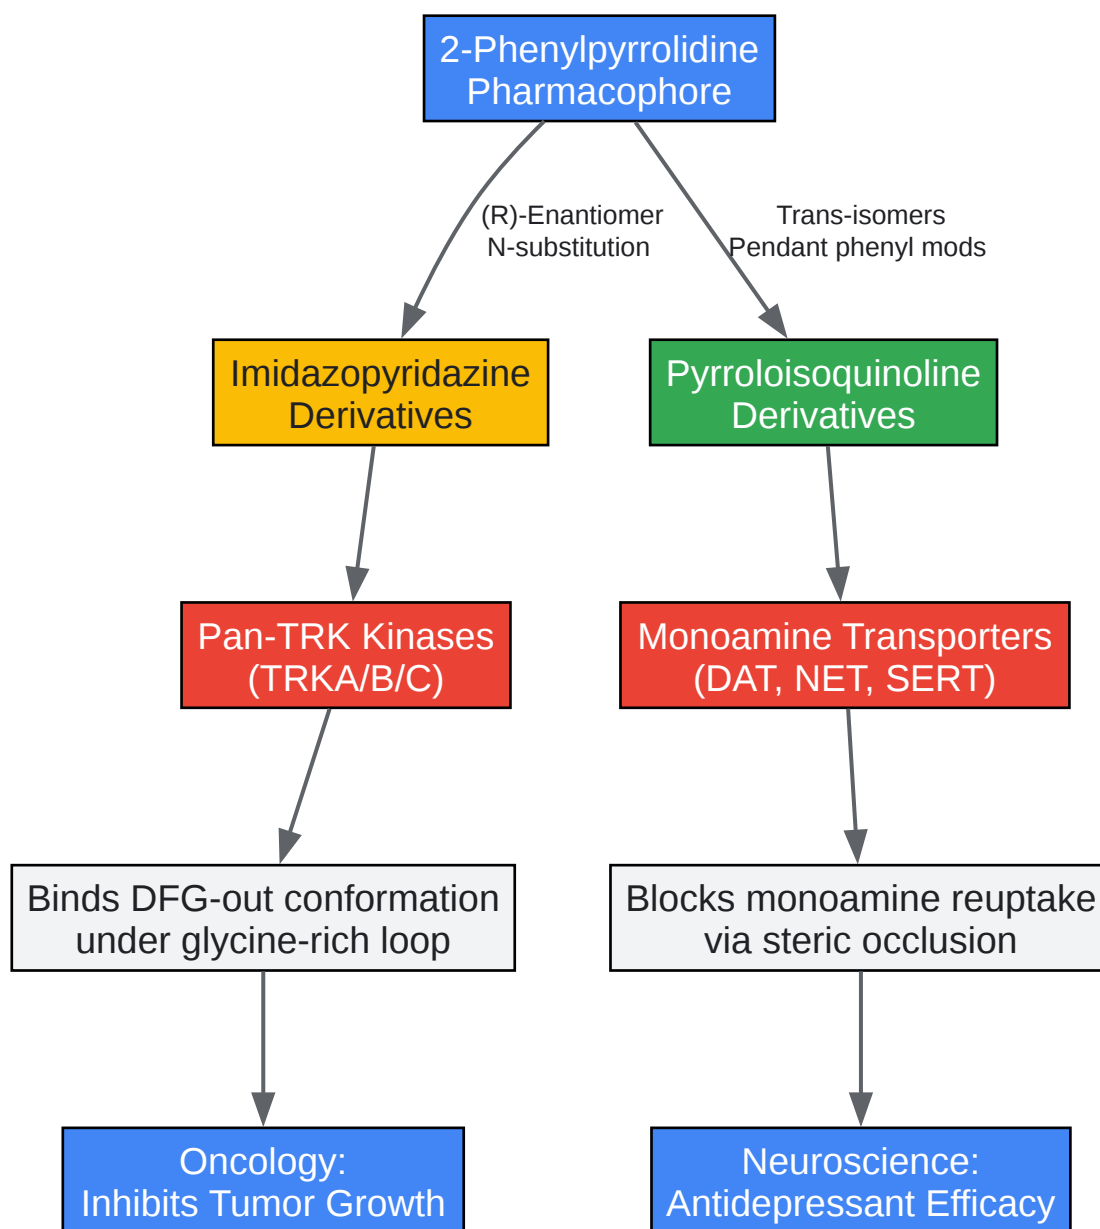 2-Phenylpyrrolidine
Pharmacophore
(R)-Enantiomer
N-substitution
Trans-isomers
Pendant phenyl mods
Imidazopyridazine
Derivatives
Pyrroloisoquinoline
Derivatives
Pan-TRK Kinases
(TRKA/B/C)
Monoamine Transporters
(DAT, NET, SERT)
Binds DFG-out conformation
under glycine-rich loop
Blocks monoamine reuptake
via steric occlusion
Oncology:
Inhibits Tumor Growth
Neuroscience:
Antidepressant Efficacy